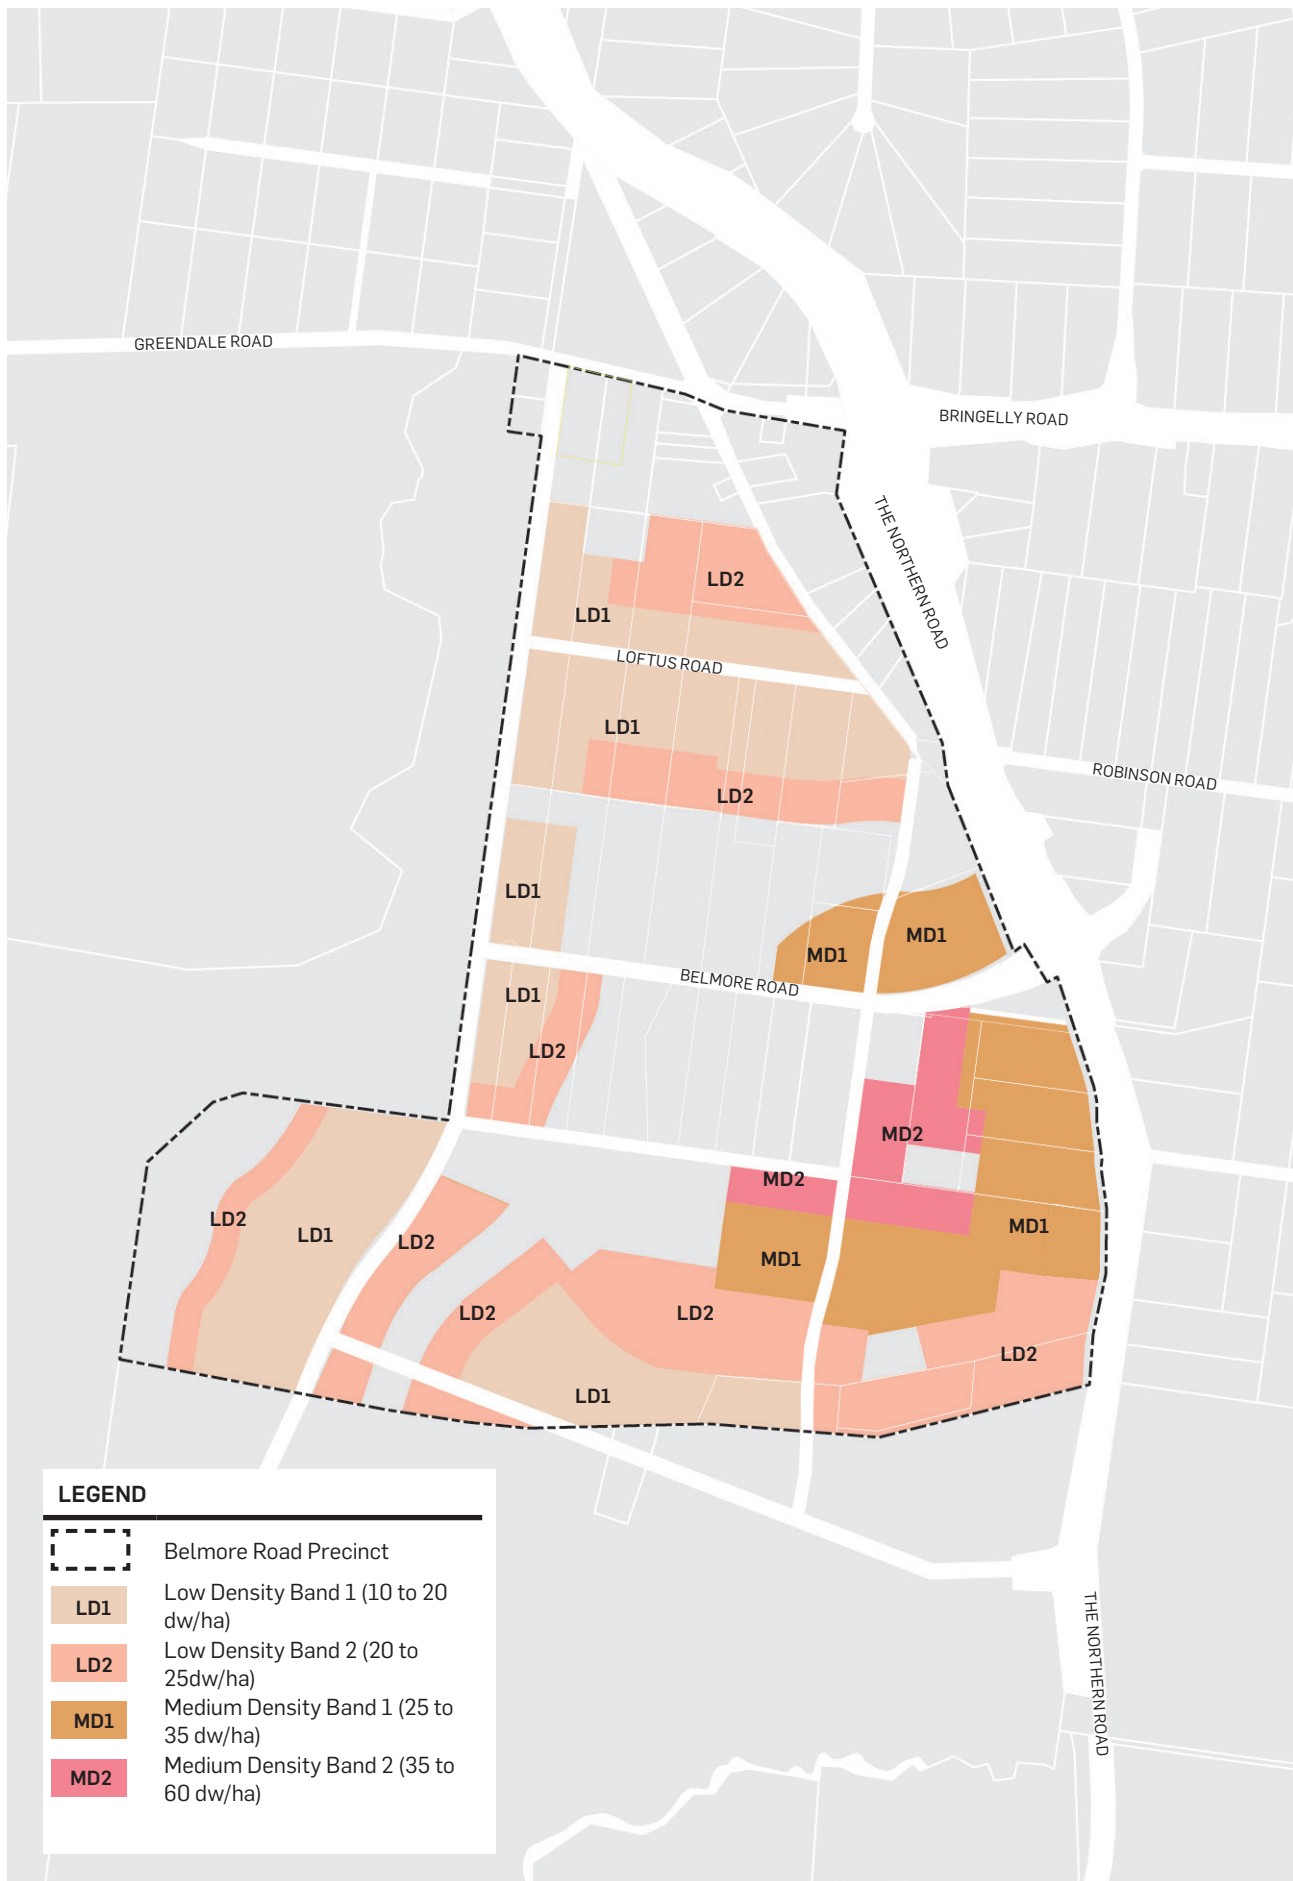 GREENDALE ROAD
BRINGELLY ROAD
THE NORTHERN ROAD
LD2
LD1
LOFTUS ROAD
LD1
ROBINSON ROAD
LD2
LD1
MD1
MD1
BELMORE ROAD
LD1
LD2
MD2
MD2
LD2
LD1
LD2
MD1
MD1
LD2
LD2
LD2
LD1
LEGEND
Belmore Road Precinct
LD1
Low Density Band 1 (10 to 20
dw/ha)
LD2
Low Density Band 2 (20 to
25dw/ha)
MD1
Medium Density Band 1 (25 to
35 dw/ha)
MD2
Medium Density Band 2 (35 to
60 dw/ha)
THE NORTHERN ROAD